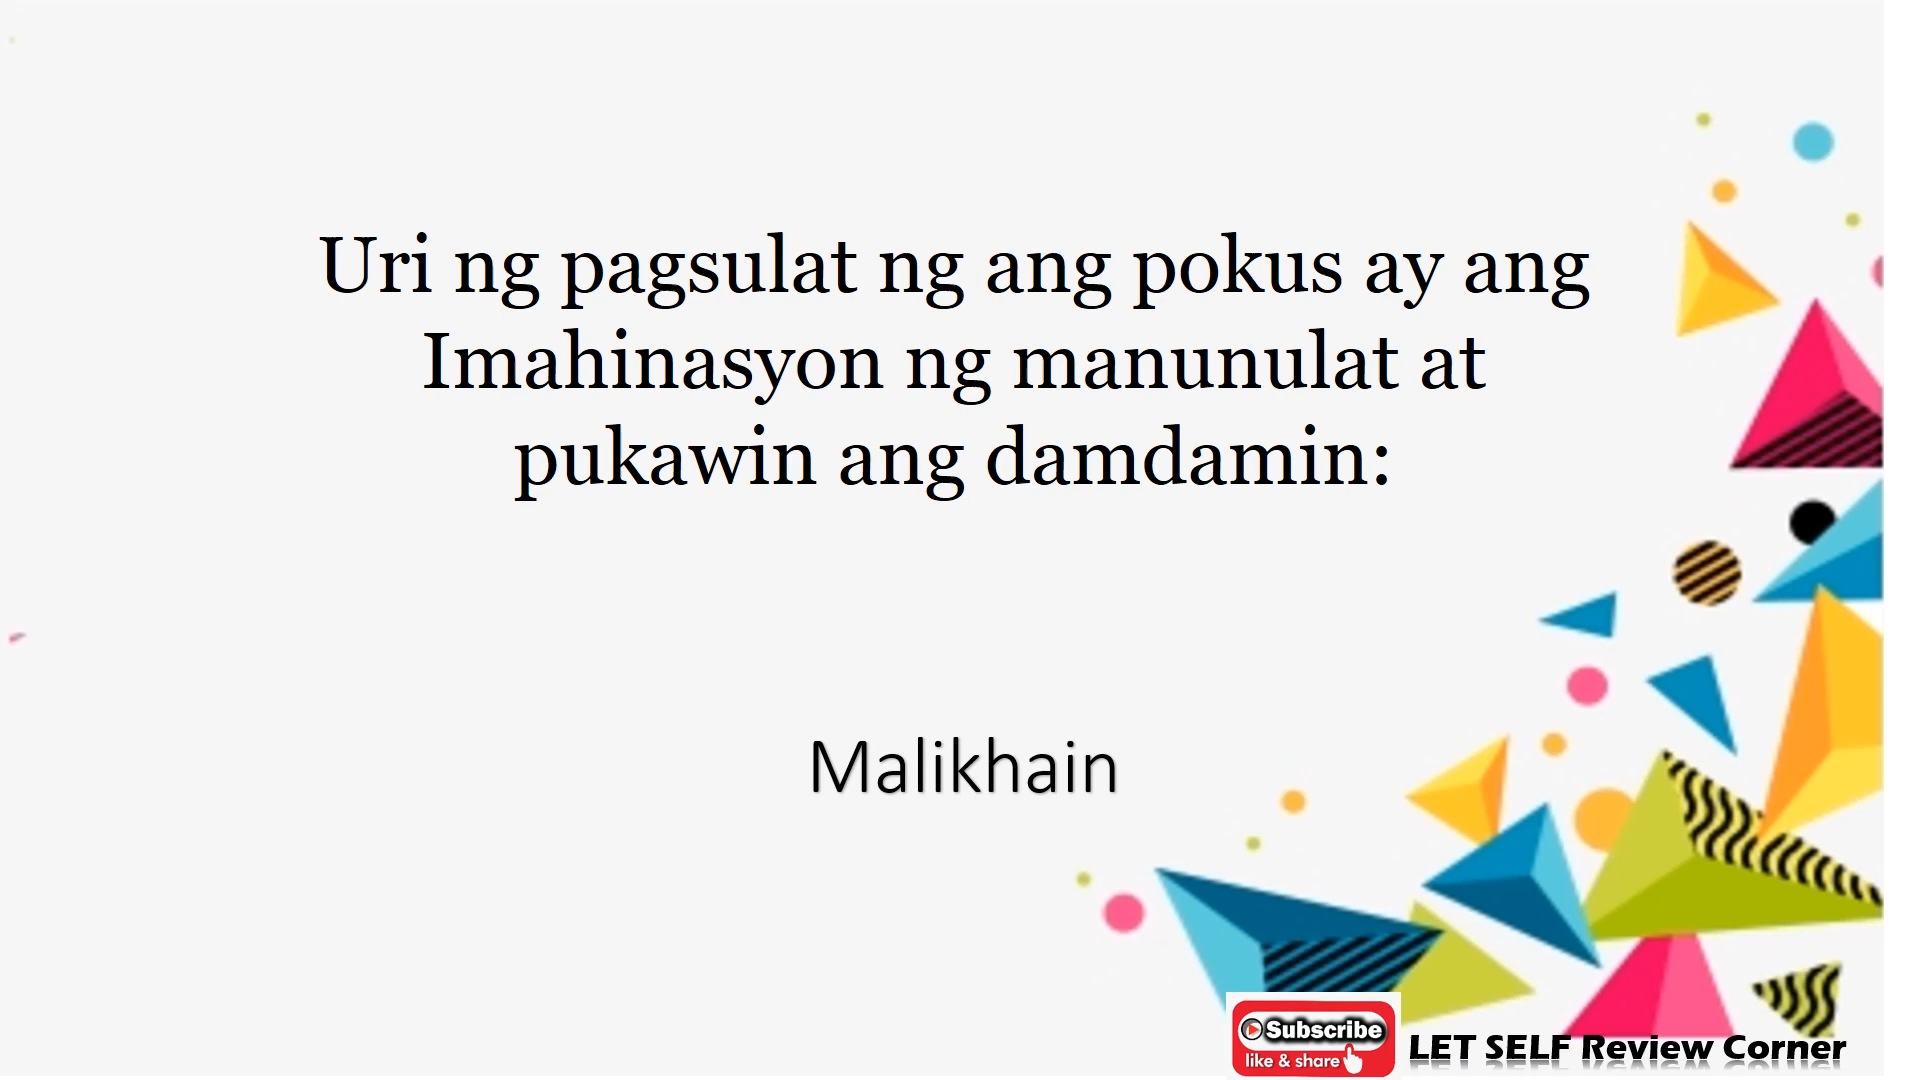 Uri ng pagsulat ng ang pokus ay ang
Imahinasyon ng manunulat at
pukawin ang damdamin:
Malikhain
Subscribe
like & share
LET SELF Review Corner